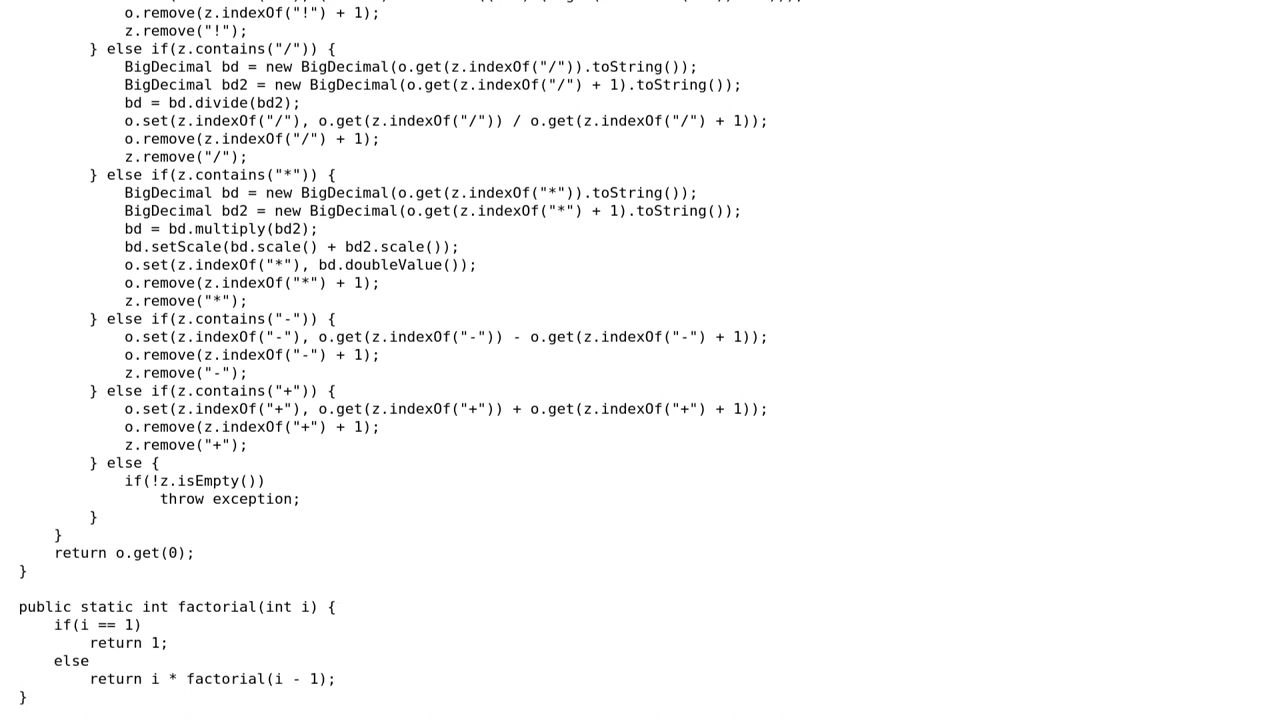 o.remove(z.indexOf("!") + 1);
z.remove("!");
} else if(z.contains("/")) {
BigDecimal bd = new BigDecimal(o.get(z.indexOf("/")).toString());
BigDecimal bd2 = new BigDecimal(o.get(z.indexOf("/") + 1).toString());
bd = bd.divide(bd2);
o.set(z.indexOf("/"), o.get(z.indexOf("/")) / o.get(z.indexOf("/") + 1));
o.remove(z.indexOf("/") + 1);
z.remove("/");
} else if(z.contains("*")) {
BigDecimal bd = new BigDecimal(o.get(z.indexOf("*")).toString());
BigDecimal bd2 = new BigDecimal(o.get(z.indexOf("*") + 1).toString());
bd = bd.multiply(bd2);
bd.setScale(bd.scale() + bd2.scale());
o.set(z.indexOf("*"), bd.doubleValue());
o.remove(z.indexOf("*") + 1);
z.remove("*");
} else if(z.contains("-")) {
o.set(z.indexOf("-"), o.get(z.indexOf("-")) - o.get(z.indexOf("-") + 1));
o.remove(z.indexOf("-") + 1);
z.remove("-");
} else if(z.contains("+")) {
o.set(z.indexOf("+"), o.get(z.indexOf("+")) + o.get(z.indexOf("+") + 1));
o.remove(z.indexOf("+") + 1);
z.remove("+");
} else {
if(!z.isEmpty())
throw exception;
}
}
return o.get(0);
}
public static int factorial(int i) {
if(i == 1)
return 1;
else
return i * factorial(i - 1);
}